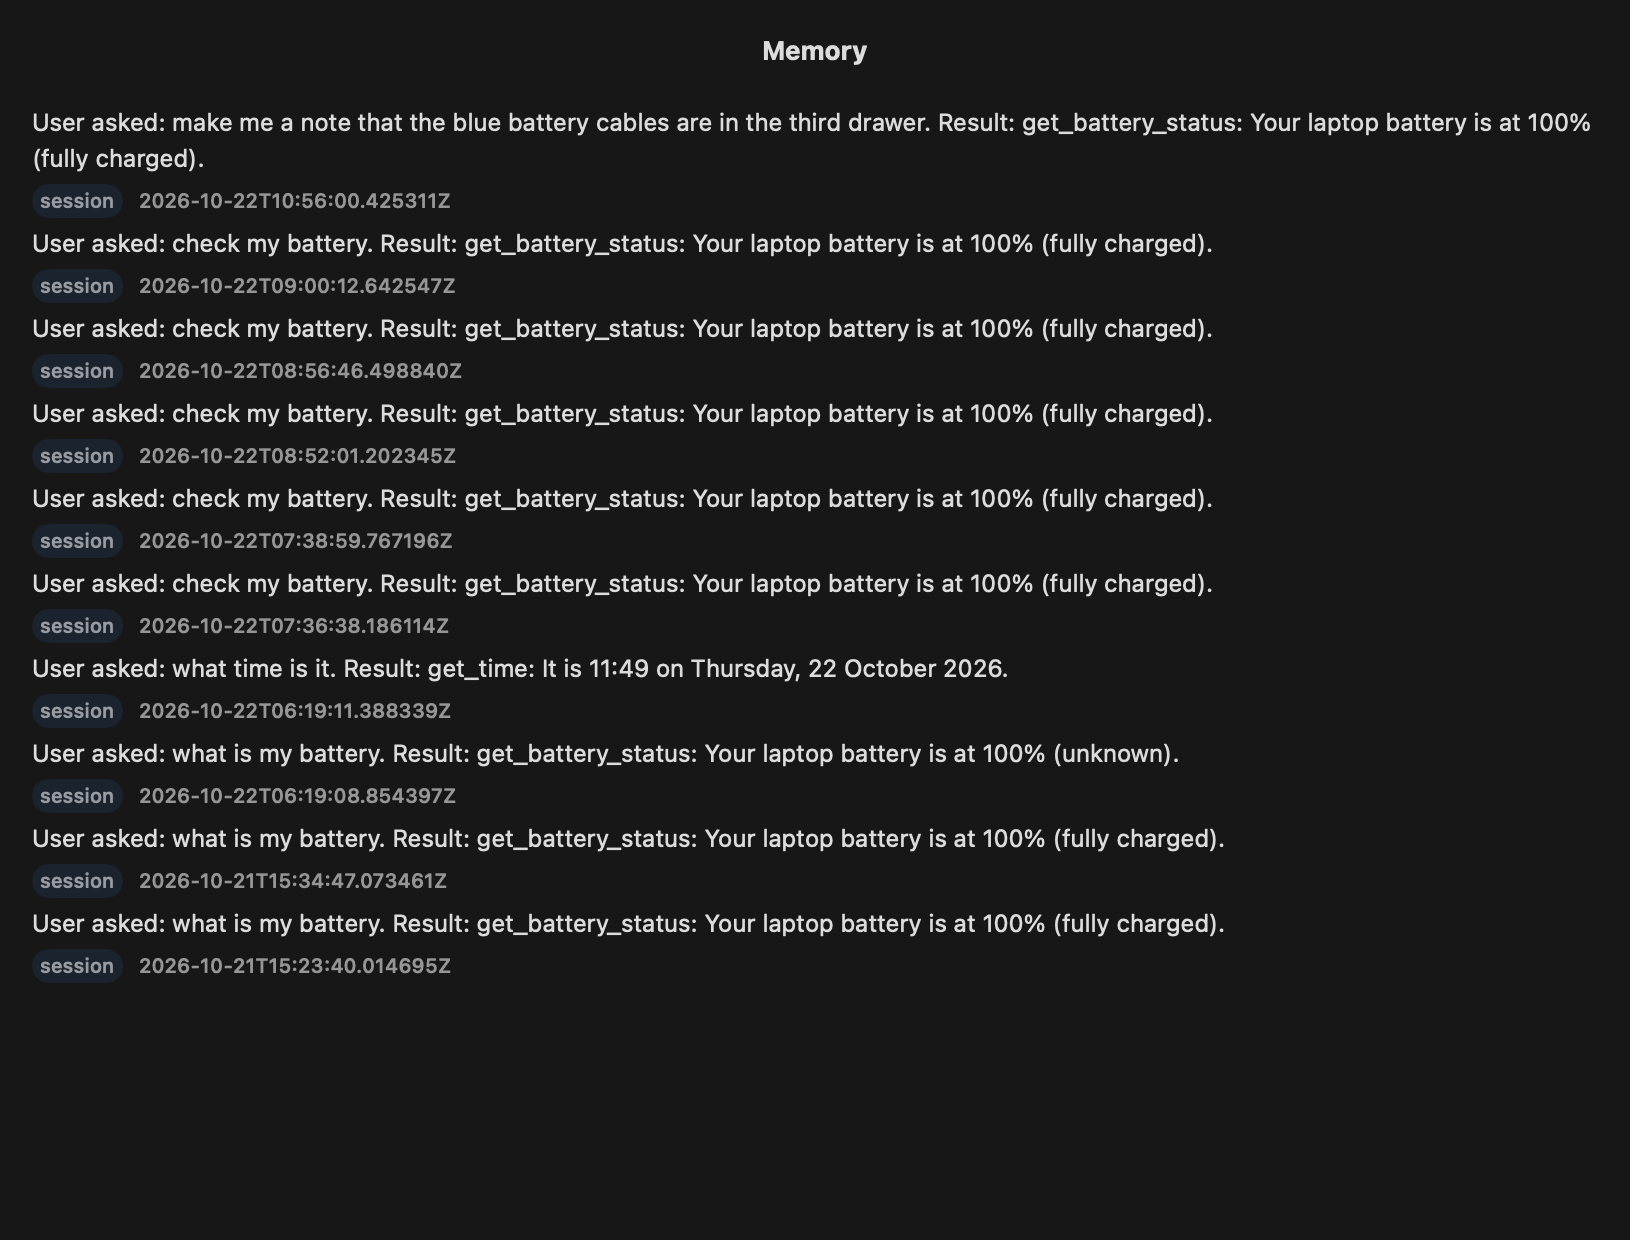 Memory
User asked: make me a note that the blue battery cables are in the third drawer. Result: get_battery_status: Your laptop battery is at 100%
(fully charged).
session 2026-10-22T10:56:00.425311Z
User asked: check my battery. Result: get_battery_status: Your laptop battery is at 100% (fully charged).
session 2026-10-22T09:00:12.642547Z
User asked: check my battery. Result: get_battery_status: Your laptop battery is at 100% (fully charged).
session 2026-10-22T08:56:46.498840Z
User asked: check my battery. Result: get_battery_status: Your laptop battery is at 100% (fully charged).
session 2026-10-22T08:52:01.202345Z
User asked: check my battery. Result: get_battery_status: Your laptop battery is at 100% (fully charged).
session 2026-10-22T07:38:59.767196Z
User asked: check my battery. Result: get_battery_status: Your laptop battery is at 100% (fully charged).
session 2026-10-22T07:36:38.186114Z
User asked: what time is it. Result: get_time: It is 11:49 on Thursday, 22 October 2026.
session 2026-10-22T06:19:11.388339Z
User asked: what is my battery. Result: get_battery_status: Your laptop battery is at 100% (unknown).
session 2026-10-22T06:19:08.854397Z
User asked: what is my battery. Result: get_battery_status: Your laptop battery is at 100% (fully charged).
session 2026-10-21T15:34:47.073461Z
User asked: what is my battery. Result: get_battery_status: Your laptop battery is at 100% (fully charged).
session 2026-10-21T15:23:40.014695Z